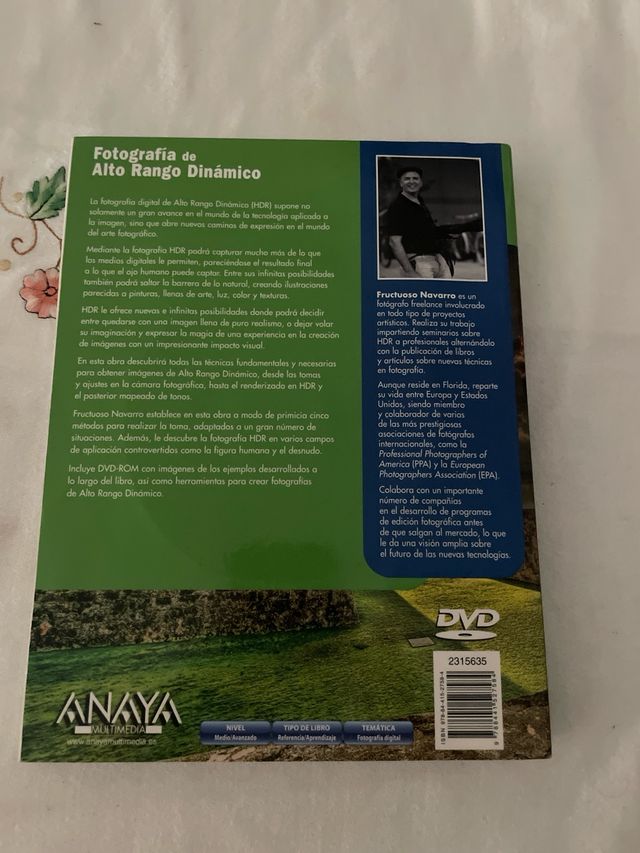 Fotografía de
Alto Rango Dinámico
La fotografía digital de Alto Rango Dinámico (HDR) supone no
solamente un gran avance en el mundo de la tecnología aplicada a
la imagen, sino que abre nuevos caminos de expresión en el mundo
del arte fotográfico.
Mediante la fotografía HDR podrá capturar mucho más de lo que
los medios digitales le permiten, pareciéndose el resultado final
a lo que el ojo humano puede captar. Entre sus infinitas posibilidades
también podrá saltar la barrera de lo natural, creando ilustraciones
parecidas a pinturas, llenas de arte, luz, color y texturas.
HDR le ofrece nuevas e infinitas posibilidades donde podrá decidir
entre quedarse con una imagen llena de puro realismo, o dejar volar
su imaginación y expresar la magia de una experiencia en la creación
de imágenes con un impresionante impacto visual.
En esta obra descubrirá todas las técnicas fundamentales y necesarias
para obtener imágenes de Alto Rango Dinámico, desde las tomas
y ajustes en la cámara fotográfica, hasta el renderizado en HDR y
el posterior mapeado de tonos.
Fructuoso Navarro establece en esta obra a modo de primicia cinco
métodos para realizar la toma, adaptados a un gran número de
situaciones. Además, le descubre la fotografía HDR en varios campos
de aplicación controvertidos como la figura humana y el desnudo.
Incluye DVD-ROM con imágenes de los ejemplos desarrollados a
lo largo del libro, así como herramientas para crear fotografías
de Alto Rango Dinámico.
Fructuoso Navarro es un
fotógrafo freelance involucrado
en todo tipo de proyectos
artísticos. Realiza su trabajo
impartiendo seminarios sobre
HDR a profesionales alternándolo
con la publicación de libros
y artículos sobre nuevas técnicas
en fotografía.
Aunque reside en Florida, reparte
su vida entre Europa y Estados
Unidos, siendo miembro
y colaborador de varias
de las más prestigiosas
asociaciones de fotógrafos
internacionales, como la
Professional Photographers of
America (PPA) y la European
Photographers Association (EPA).
Colabora con un importante
número de compañías
en el desarrollo de programas
de edición fotográfica antes
de que salgan al mercado, lo que
le da una visión amplia sobre
el futuro de las nuevas tecnologías.
DVD
2315635
ISBN 978-84-415-2758-4
9788441527584
ANAYA
MULTIMEDIA
www.anayamultimedia.es
NIVEL
Medio/Avanzado
TIPO DE LIBRO
Referencia/Aprendizaje
TEMÁTICA
Fotografía digital